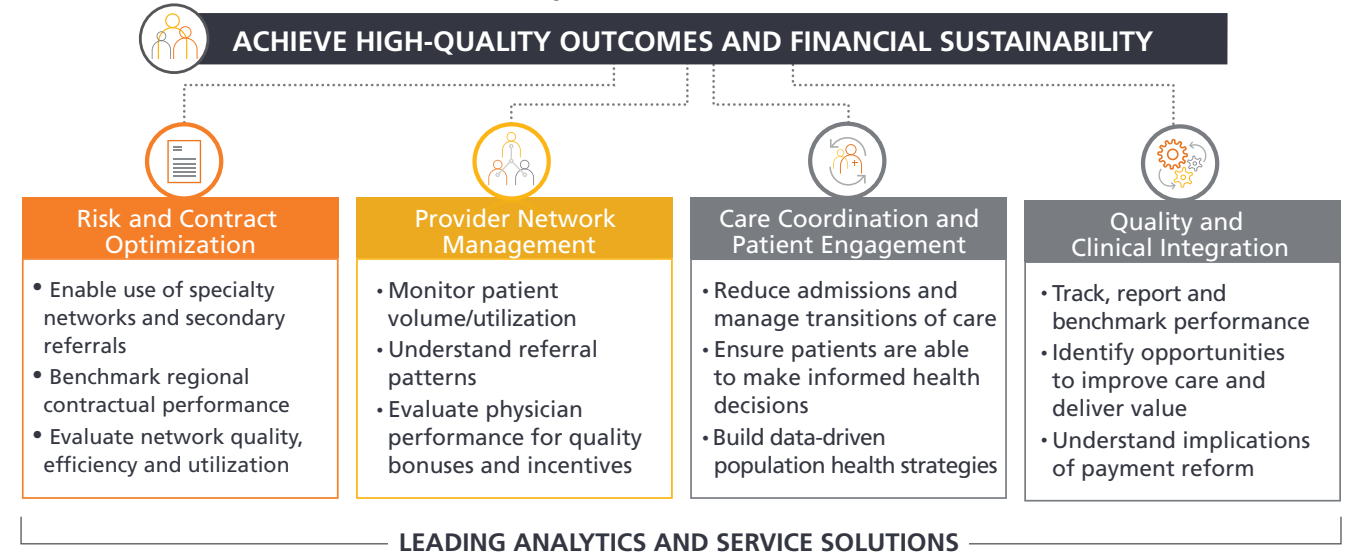 ACHIEVE HIGH-QUALITY OUTCOMES AND FINANCIAL SUSTAINABILITY
Risk and Contract
Optimization
• Enable use of specialty
networks and secondary
referrals
• Benchmark regional
contractual performance
• Evaluate network quality,
efficiency and utilization
Provider Network
Management
• Monitor patient
volume/utilization
• Understand referral
patterns
• Evaluate physician
performance for quality
bonuses and incentives
Care Coordination and
Patient Engagement
• Reduce admissions and
manage transitions of care
• Ensure patients are able
to make informed health
decisions
• Build data-driven
population health strategies
Quality and
Clinical Integration
• Track, report and
benchmark performance
• Identify opportunities
to improve care and
deliver value
• Understand implications
of payment reform
LEADING ANALYTICS AND SERVICE SOLUTIONS